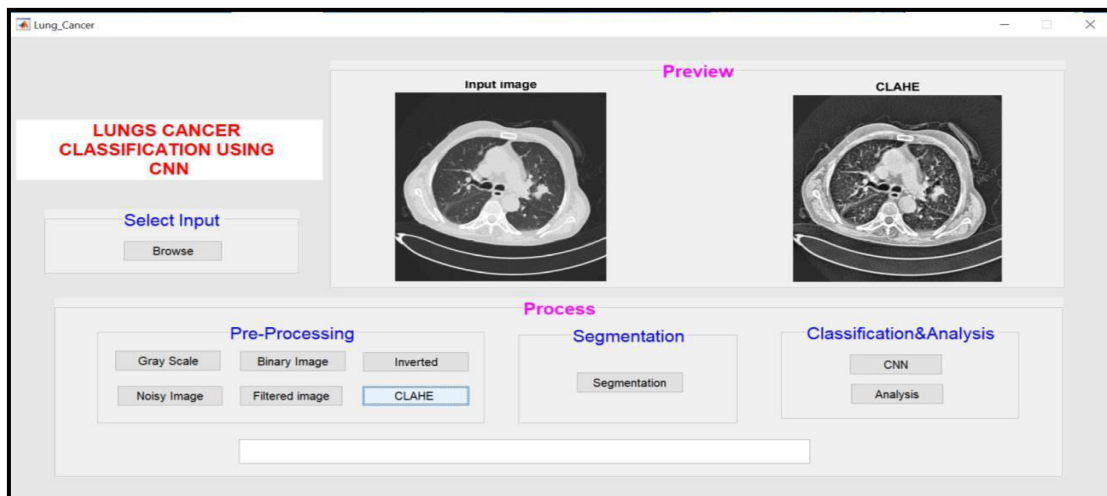 Lung_Cancer
Preview
Input image
CLAHE
LUNGS CANCER
CLASSIFICATION USING
CNN
Select Input
Browse
Process
Pre-Processing
Segmentation
Classification&Analysis
Gray Scale
Binary Image
Inverted
CNN
Segmentation
Noisy Image
Filtered image
CLAHE
Analysis